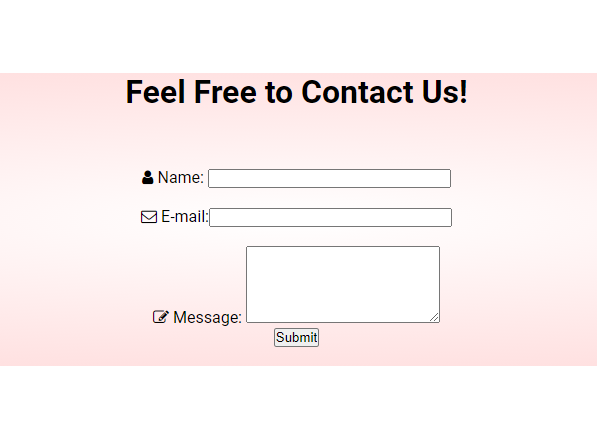 Feel Free to Contact Us!
Name:
E-mail:
Message:
Submit